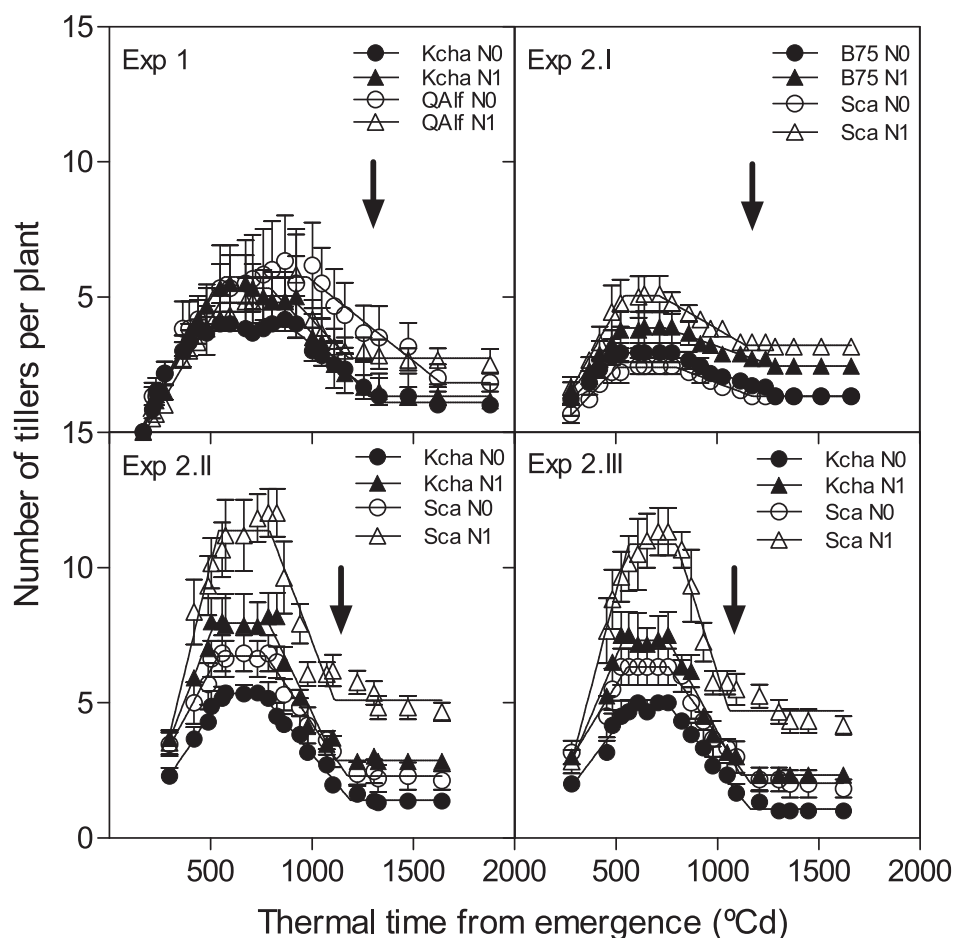 15
Exp 1
Kcha N0
Kcha N1
QAlf N0
QAlf N1
Exp 2.I
B75 N0
B75 N1
Sca N0
Sca N1
10
5
15
Exp 2.II
Kcha N0
Kcha N1
Sca N0
Sca N1
Exp 2.III
Kcha N0
Kcha N1
Sca N0
Sca N1
10
5
0
500 1000 1500 2000 500 1000 1500 2000
Number of tillers per plant
Thermal time from emergence (ºCd)